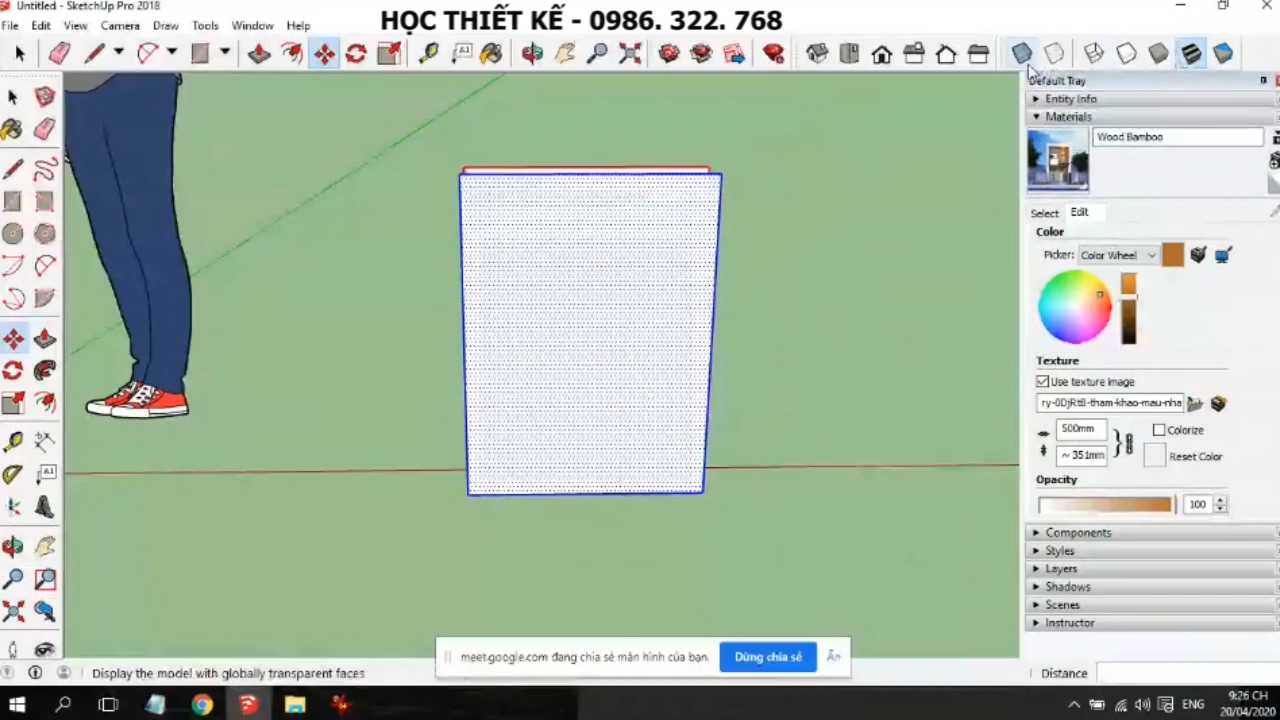 Untitled - SketchUp Pro 2018
HỌC THIẾT KẾ - 0986. 322. 768
File Edit View Camera Draw Tools Window Help
A1
Default Tray
Entity Info
Materials
Wood Bamboo
Select Edit
Color
Picker: Color Wheel
Texture
Use texture image
ry-0DjRtB-tham-khao-mau-nha
500mm
Colorize
~ 351mm
Reset Color
Opacity
100
Components
Styles
Layers
Shadows
Scenes
Instructor
A1
meet.google.com đang chia sẻ màn hình của bạn.
Dừng chia sẻ
Ẩn
Display the model with globally transparent faces
Distance
ENG
9:26 CH
20/04/2020